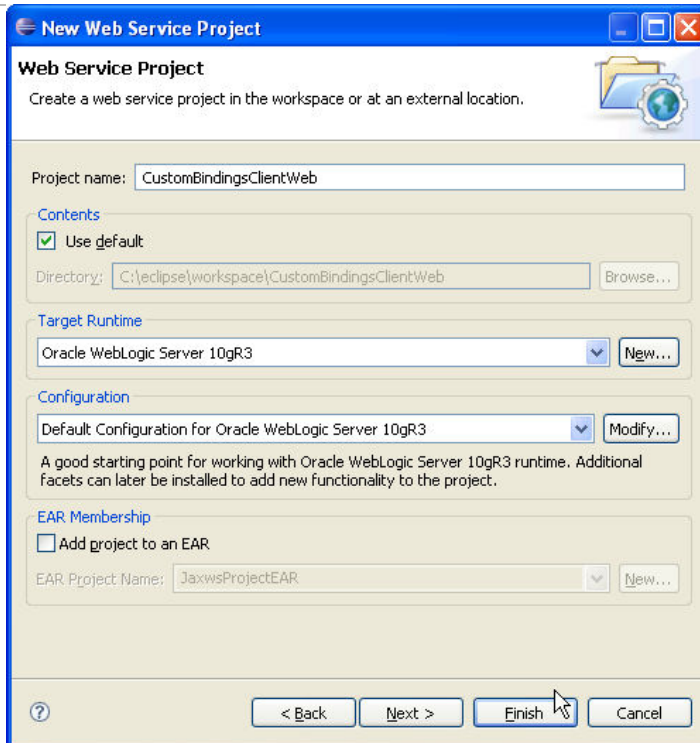 New Web Service Project
Web Service Project
Create a web service project in the workspace or at an external location.
Project name: CustomBindingsClientWeb
Contents
Use default
Directory: C:\eclipse\workspace\CustomBindingsClientWeb Browse...
Target Runtime
Oracle WebLogic Server 10gR3 New...
Configuration
Default Configuration for Oracle WebLogic Server 10gR3 Modify...
A good starting point for working with Oracle WebLogic Server 10gR3 runtime. Additional
facets can later be installed to add new functionality to the project.
EAR Membership
Add project to an EAR
EAR Project Name: JaxwsProjectEAR New...
? < Back Next > Finish Cancel